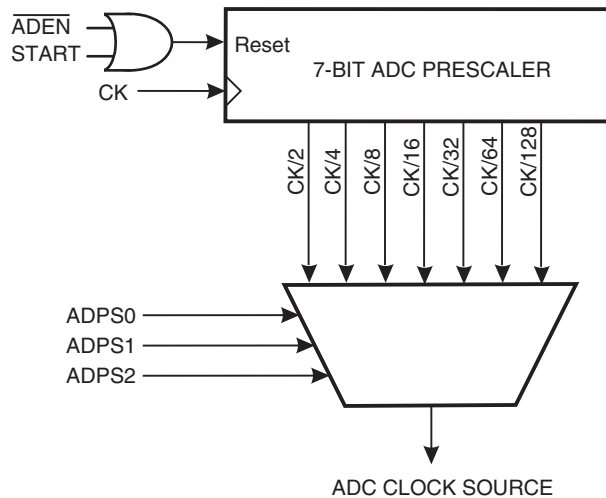 ADEN
START
Reset
7-BIT ADC PRESCALER
CK
CK/2
CK/4
CK/8
CK/16
CK/32
CK/64
CK/128
ADPS0
ADPS1
ADPS2
ADC CLOCK SOURCE